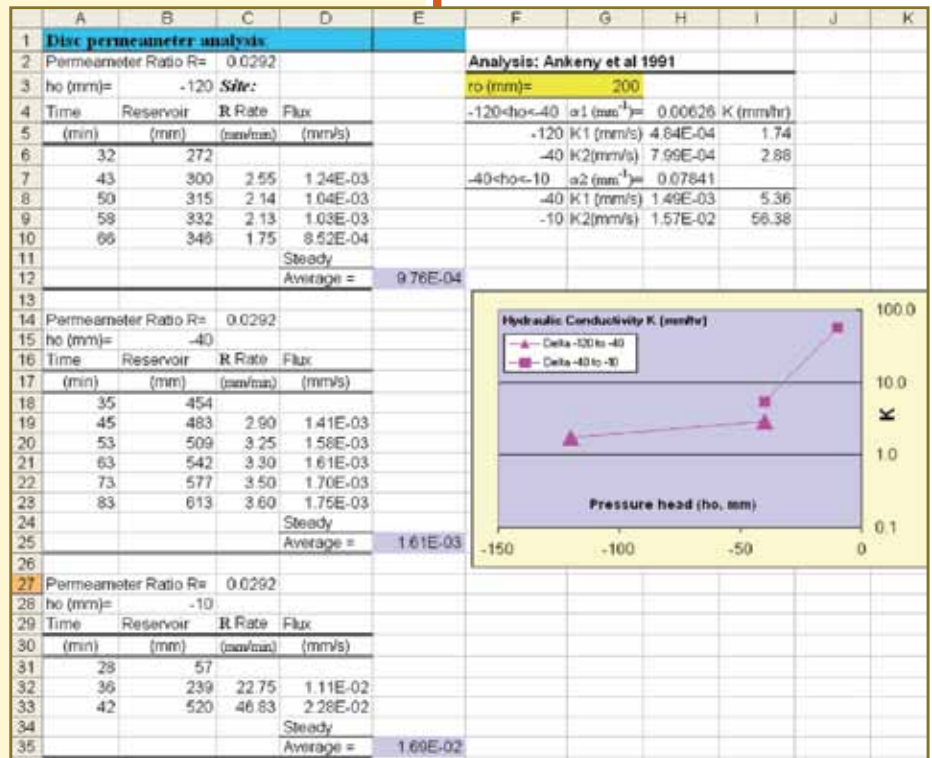 A B C D E F G H I J K
1 Disc permeameter analysis
2 Permeameter Ratio R= 0.0292 Analysis: Ankeny et al 1991
3 ho (mm)= -120 Site: ro (mm)= 200
4 Time Reservoir R Rate Flux -120<ho<-40 α1 (mm⁻¹)= 0.00626 K (mm/hr)
5 (min) (mm) (mm/min) (mm/s) -120 K1 (mm/s) 4.84E-04 1.74
6 32 272 -40 K2(mm/s) 7.99E-04 2.88
7 43 300 2.55 1.24E-03 -40<ho<-10 α2 (mm⁻¹)= 0.07841
8 50 315 2.14 1.04E-03 -40 K1 (mm/s) 1.49E-03 5.36
9 58 332 2.13 1.03E-03 -10 K2(mm/s) 1.57E-02 56.38
10 66 346 1.75 8.52E-04
11 Steady
12 Average = 9.76E-04
13
14 Permeameter Ratio R= 0.0292
15 ho (mm)= -40
16 Time Reservoir R Rate Flux
17 (min) (mm) (mm/min) (mm/s)
18 35 454
19 45 483 2.90 1.41E-03
20 53 509 3.25 1.58E-03
21 63 542 3.30 1.61E-03
22 73 577 3.50 1.70E-03
23 83 613 3.60 1.75E-03
24 Steady
25 Average = 1.61E-03
26
27 Permeameter Ratio R= 0.0292
28 ho (mm)= -10
29 Time Reservoir R Rate Flux
30 (min) (mm) (mm/min) (mm/s)
31 28 57
32 36 239 22.75 1.11E-02
33 42 520 46.83 2.28E-02
34 Steady
35 Average = 1.69E-02
Hydraulic Conductivity K (mm/hr)
Delta -120 to -40
Delta -40 to -10
100.0
10.0
K
1.0
Pressure head (ho, mm)
0.1
-150 -100 -50 0